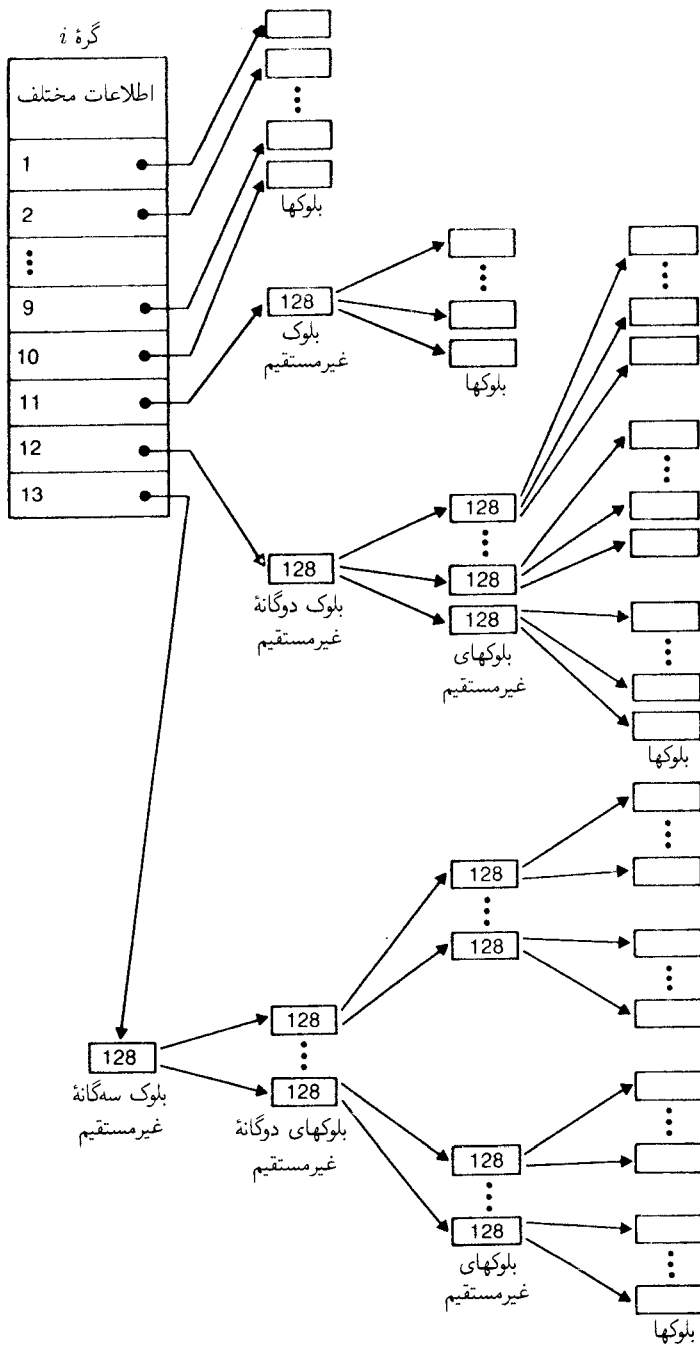 گرهٔ i
اطلاعات مختلف
1
2
9
10
11
12
13
بلوکها
128
بلوک
غیرمستقیم
بلوکها
128
بلوک دوگانهٔ
غیرمستقیم
128
128
128
بلوکهای
غیرمستقیم
بلوکها
128
بلوک سه‌گانهٔ
غیرمستقیم
128
128
بلوکهای دوگانهٔ
غیرمستقیم
128
128
128
128
بلوکهای
غیرمستقیم
بلوکها